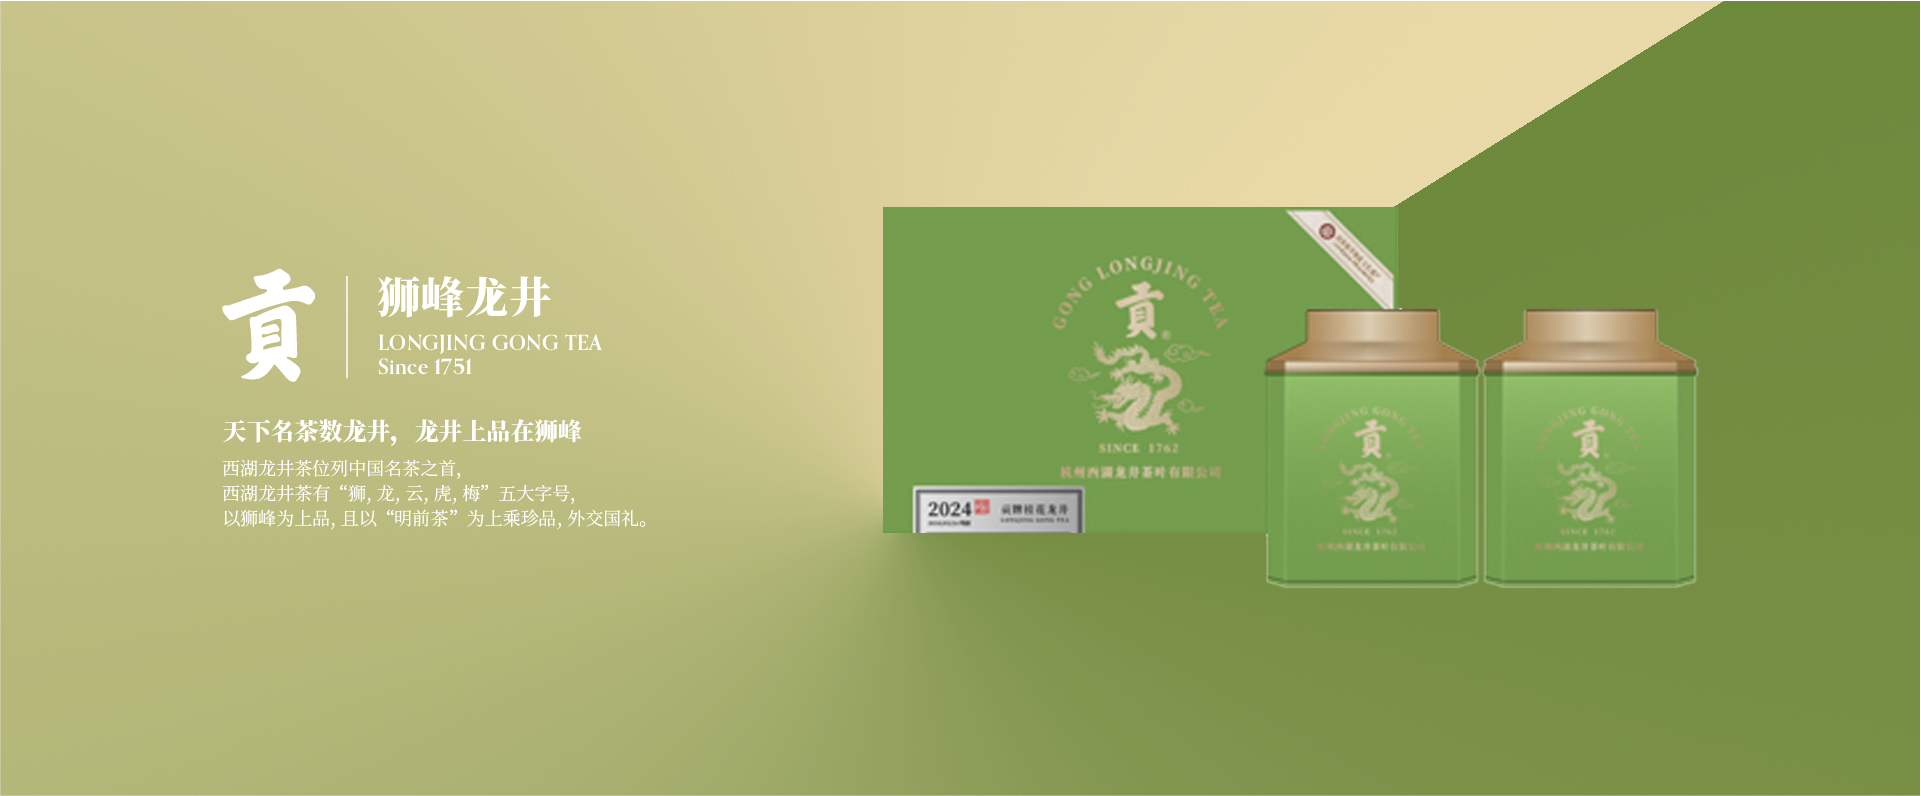 貢
狮峰龙井
LONGJING GONG TEA
Since 1751
天下名茶数龙井，龙井上品在狮峰
西湖龙井茶位列中国名茶之首,
西湖龙井茶有“狮, 龙, 云, 虎, 梅”五大字号,
以狮峰为上品, 且以“明前茶”为上乘珍品, 外交国礼。
GONG LONGJING TEA
貢®
SINCE 1762
杭州西湖龙井茶叶有限公司
2024
贡牌桂花龙井
LONGJING GONG TEA
LONGJING GONG TEA
貢
SINCE 1762
杭州西湖龙井茶叶有限公司
LONGJING GONG TEA
貢
SINCE 1762
杭州西湖龙井茶叶有限公司